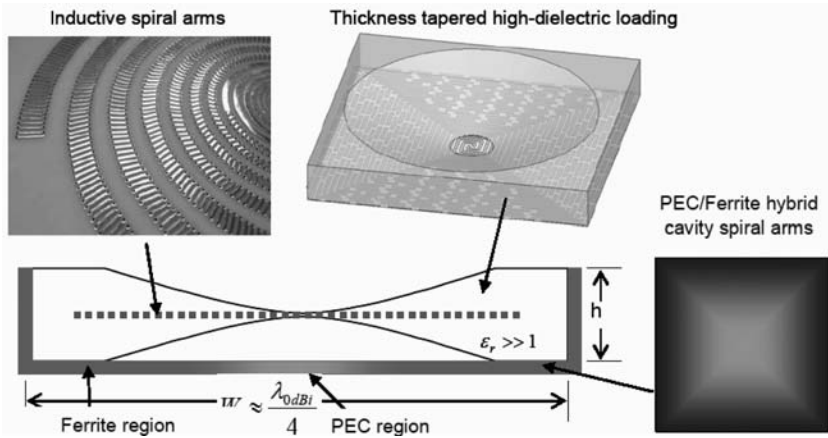 Inductive spiral arms
Thickness tapered high-dielectric loading
PEC/Ferrite hybrid
cavity spiral arms
h
εr >> 1
W ≈ λ0dBi / 4
Ferrite region
PEC region